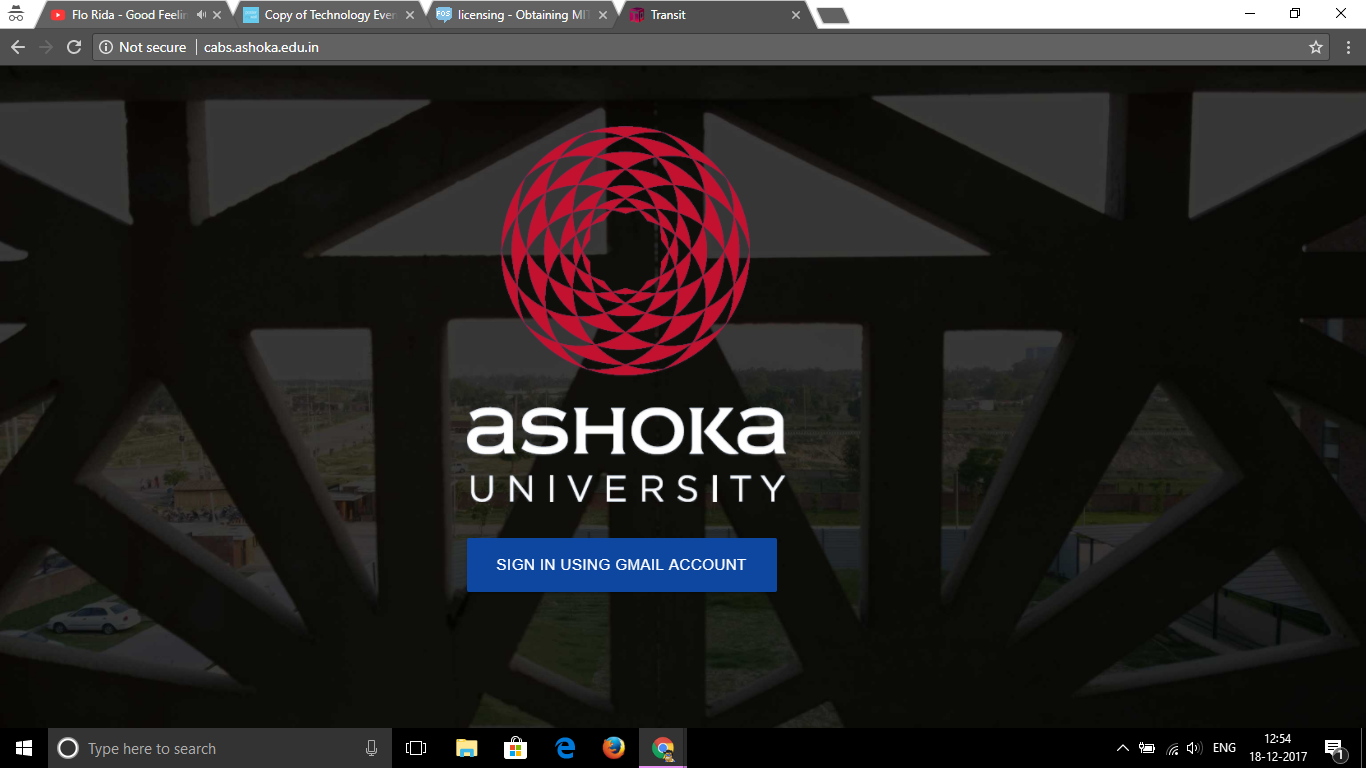 Flo Rida - Good Feelin
Copy of Technology Even
licensing - Obtaining MIT
Transit
Not secure
cabs.ashoka.edu.in
ASHOKA
UNIVERSITY
SIGN IN USING GMAIL ACCOUNT
Type here to search
ENG
12:54
18-12-2017
1